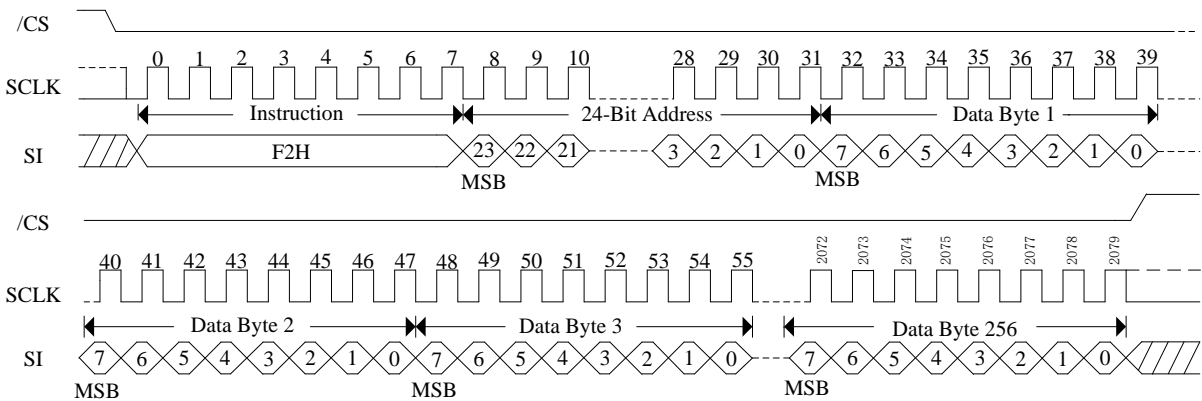 /CS
0 1 2 3 4 5 6 7 8 9 10 28 29 30 31 32 33 34 35 36 37 38 39
SCLK
Instruction 24-Bit Address Data Byte 1
SI F2H 23 22 21 3 2 1 0 7 6 5 4 3 2 1 0
MSB MSB
/CS
40 41 42 43 44 45 46 47 48 49 50 51 52 53 54 55 2072 2073 2074 2075 2076 2077 2078 2079
SCLK
Data Byte 2 Data Byte 3 Data Byte 256
SI 7 6 5 4 3 2 1 0 7 6 5 4 3 2 1 0 7 6 5 4 3 2 1 0
MSB MSB MSB